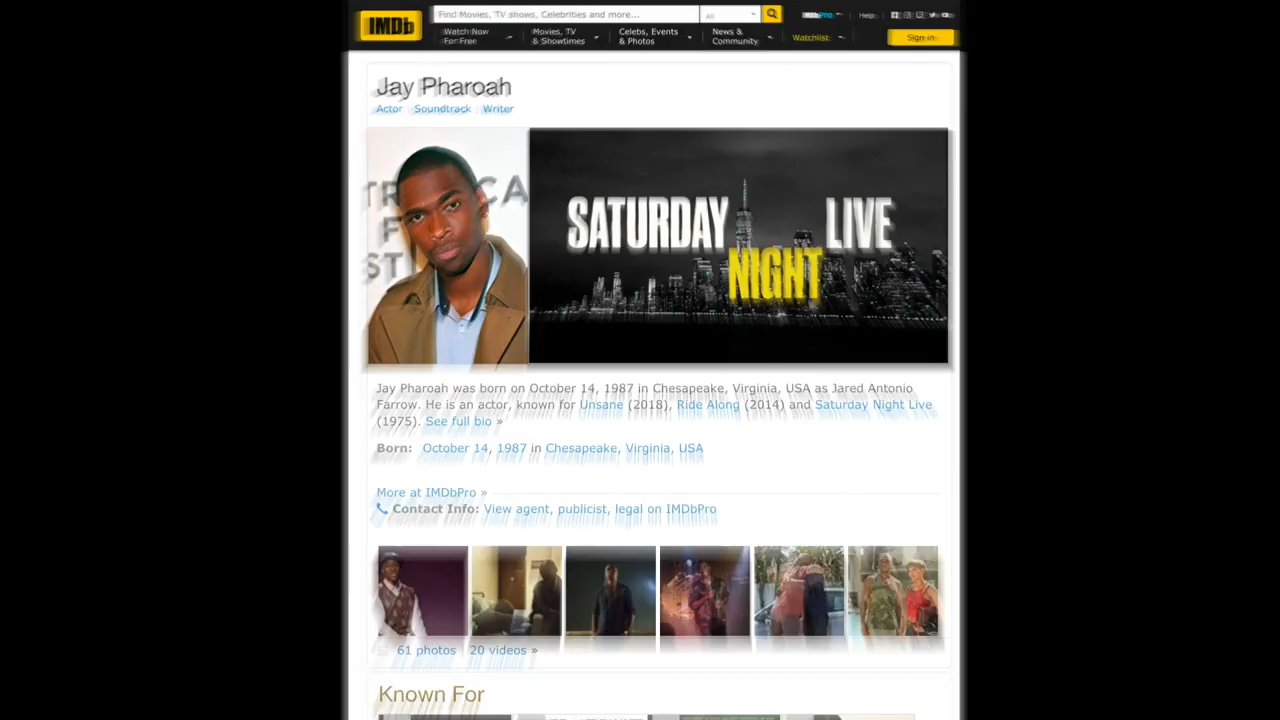 IMDb
Find Movies, TV shows, Celebrities and more...
All
IMDbPro
Help
Watch Now
For Free
Movies, TV
& Showtimes
Celebs, Events
& Photos
News &
Community
Watchlist
Sign in
Jay Pharoah
Actor | Soundtrack | Writer
SATURDAY NIGHT LIVE
Jay Pharoah was born on October 14, 1987 in Chesapeake, Virginia, USA as Jared Antonio
Farrow. He is an actor, known for Unsane (2018), Ride Along (2014) and Saturday Night Live
(1975). See full bio »
Born: October 14, 1987 in Chesapeake, Virginia, USA
More at IMDbPro »
Contact Info: View agent, publicist, legal on IMDbPro
61 photos | 20 videos »
Known For